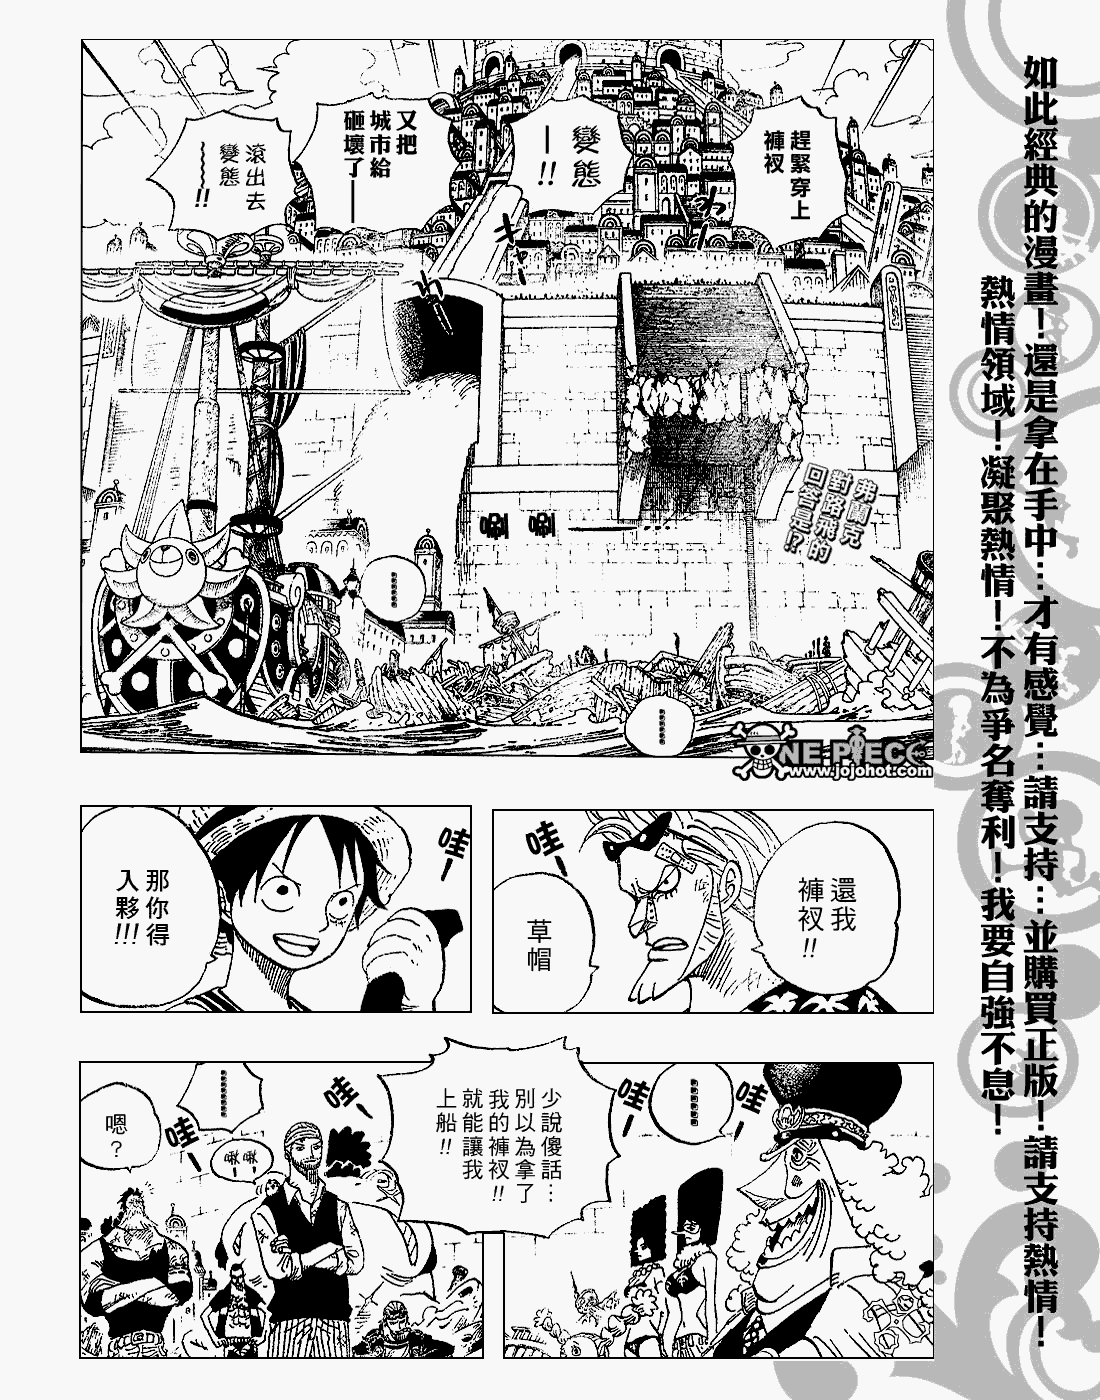 如此經典的漫畫！還是拿在手中…才有感覺…請支持…並購買正版！請支持熱情！
熱情領域！凝聚熱情！不為爭名奪利！我要自強不息！
趕緊穿上
褲衩
變態
—!!
又把
城市給
砸壞了——
滾出去
變態
~~!!
弗蘭克
對路飛的
回答是!?
ONE PIECE
www.jojohot.com
還我
褲衩!!
哇—
草帽
哇—
那你得
入夥!!!
哇—
哇—
少說傻話…
別以為拿了
我的褲衩!!
就能讓我
上船!!
哇—
啾啾
!!
哇—
嗯
?